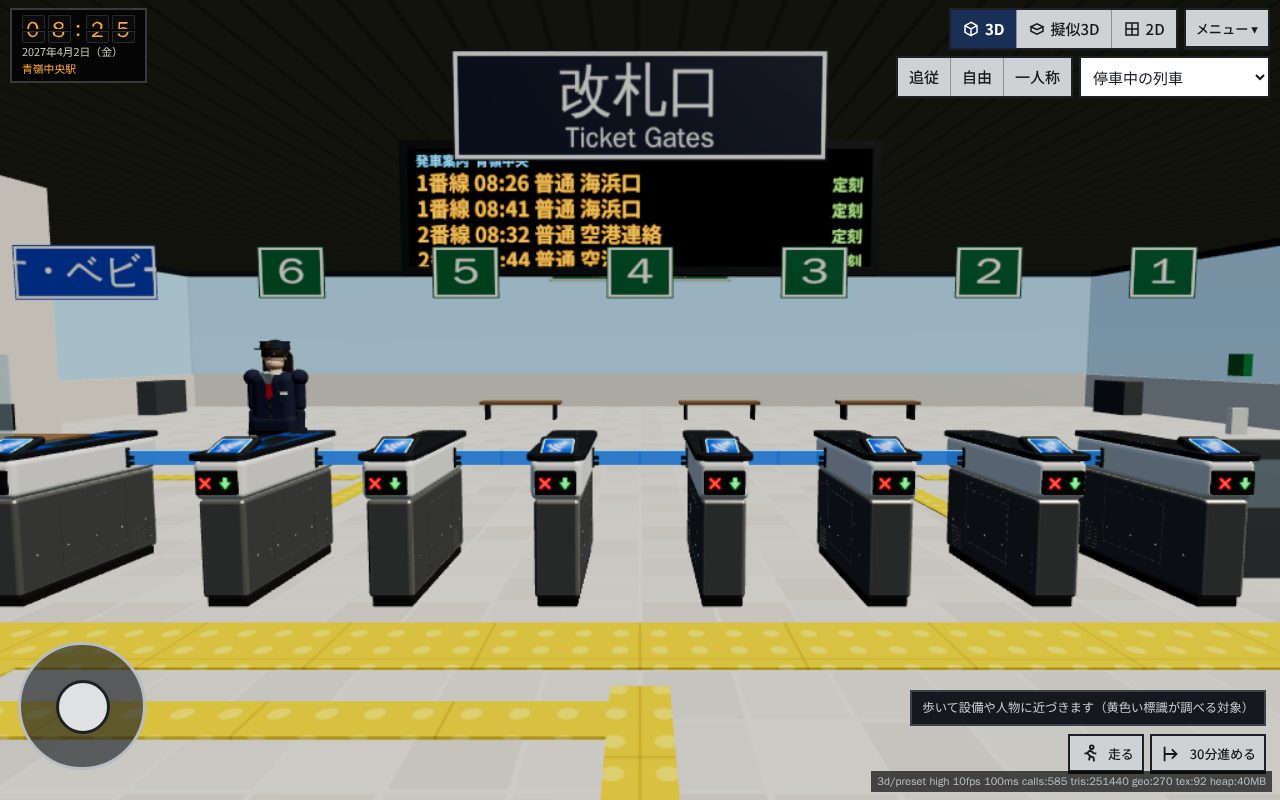 08:25
2027年4月2日（金）
青嶺中央駅
3D
擬似3D
2D
メニュー▾
追従
自由
一人称
停車中の列車
改札口
Ticket Gates
発車案内 青嶺中央
1番線 08:26 普通 海浜口 定刻
1番線 08:41 普通 海浜口 定刻
2番線 08:32 普通 空港連絡 定刻
・ベビ
6
5
4
3
2
1
歩いて設備や人物に近づきます（黄色い標識が調べる対象）
走る
30分進める
3d/preset high 10fps 100ms calls:585 tris:251440 geo:270 tex:92 heap:40MB